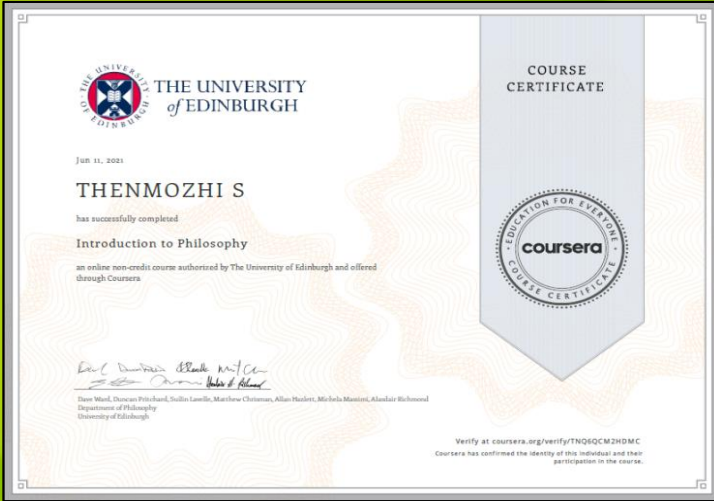 THE UNIVERSITY
of EDINBURGH
THE UNIVERSITY
OF EDINBURGH
COURSE
CERTIFICATE
Jun 11, 2021
THENMOZHI S
has successfully completed
Introduction to Philosophy
an online non-credit course authorized by The University of Edinburgh and offered
through Coursera
EDUCATION FOR EVERYONE
coursera
COURSE CERTIFICATE
Dave Ward, Duncan Pritchard, Suilin Lavelle, Matthew Chrisman, Allan Hazlett, Michela Massimi, Alasdair Richmond
Department of Philosophy
University of Edinburgh
Verify at coursera.org/verify/TNQ6QCM2HDMC
Coursera has confirmed the identity of this individual and their
participation in the course.